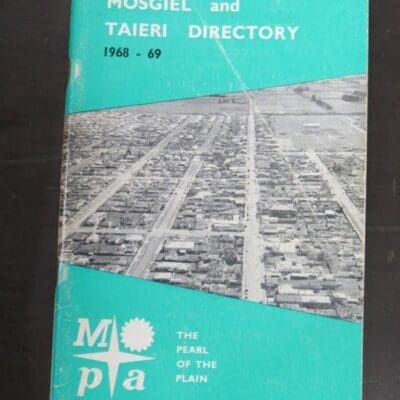 MOSGIEL and
TAIERI DIRECTORY
1968 - 69
M
p a
THE
PEARL
OF THE
PLAIN